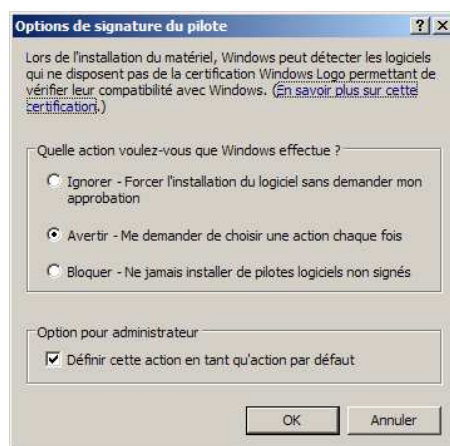 Options de signature du pilote
Lors de l'installation du matériel, Windows peut détecter les logiciels
qui ne disposent pas de la certification Windows Logo permettant de
vérifier leur compatibilité avec Windows. (En savoir plus sur cette
certification.)
Quelle action voulez-vous que Windows effectue ?
Ignorer - Forcer l'installation du logiciel sans demander mon
approbation
Avertir - Me demander de choisir une action chaque fois
Bloquer - Ne jamais installer de pilotes logiciels non signés
Option pour administrateur
Définir cette action en tant qu'action par défaut
OK Annuler